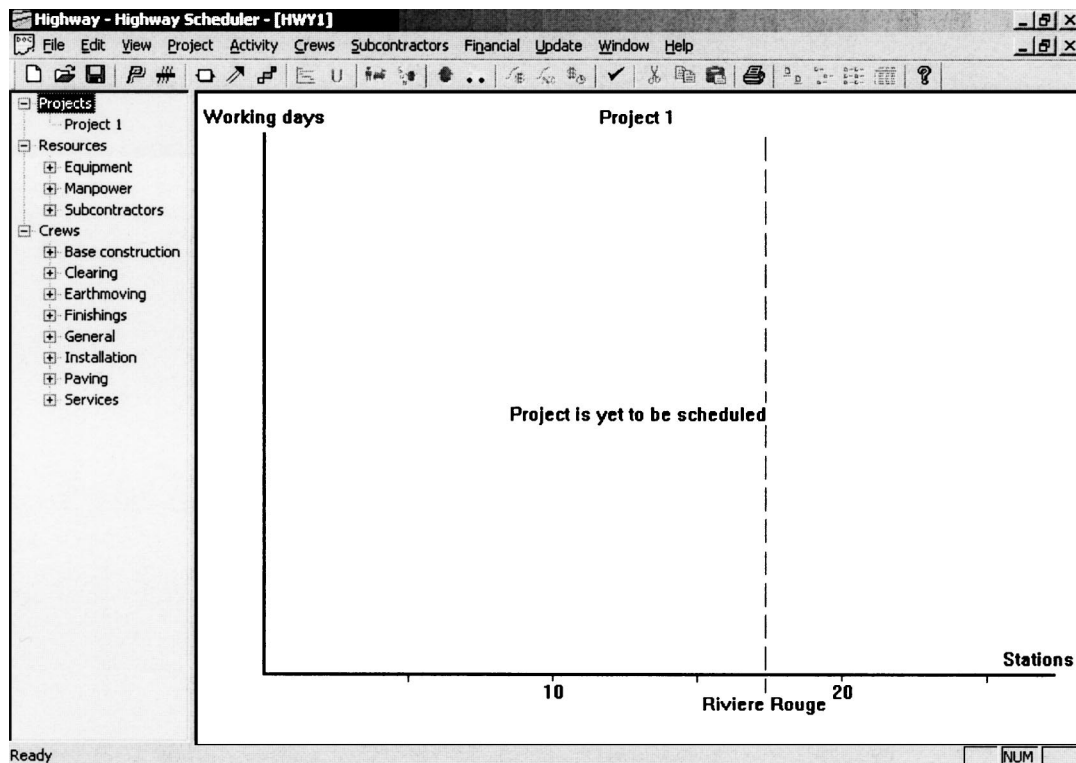 Highway - Highway Scheduler - [HWY1]
File Edit View Project Activity Crews Subcontractors Financial Update Window Help
Projects
Project 1
Resources
Equipment
Manpower
Subcontractors
Crews
Base construction
Clearing
Earthmoving
Finishings
General
Installation
Paving
Services
Working days
Project 1
Project is yet to be scheduled
Stations
10
20
Riviere Rouge
Ready
NUM